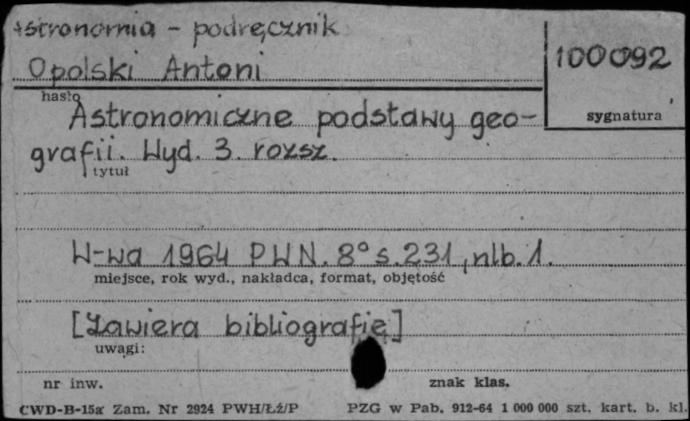 Astronomia - podręcznik
Opolski Antoni
100092
hasło
sygnatura
Astronomiczne podstawy geo-
grafii. Wyd. 3. rozsz.
tytuł
W-wa 1964 PWN. 8° s. 231, nlb. 1.
miejsce, rok wyd., nakładca, format, objętość
[Zawiera bibliografię]
uwagi:
nr inw.
znak klas.
CWD-B-15a Zam. Nr 2924 PWH/ŁŹ/P
PZG w Pab. 912-64 1 000 000 szt. kart. b. kl.